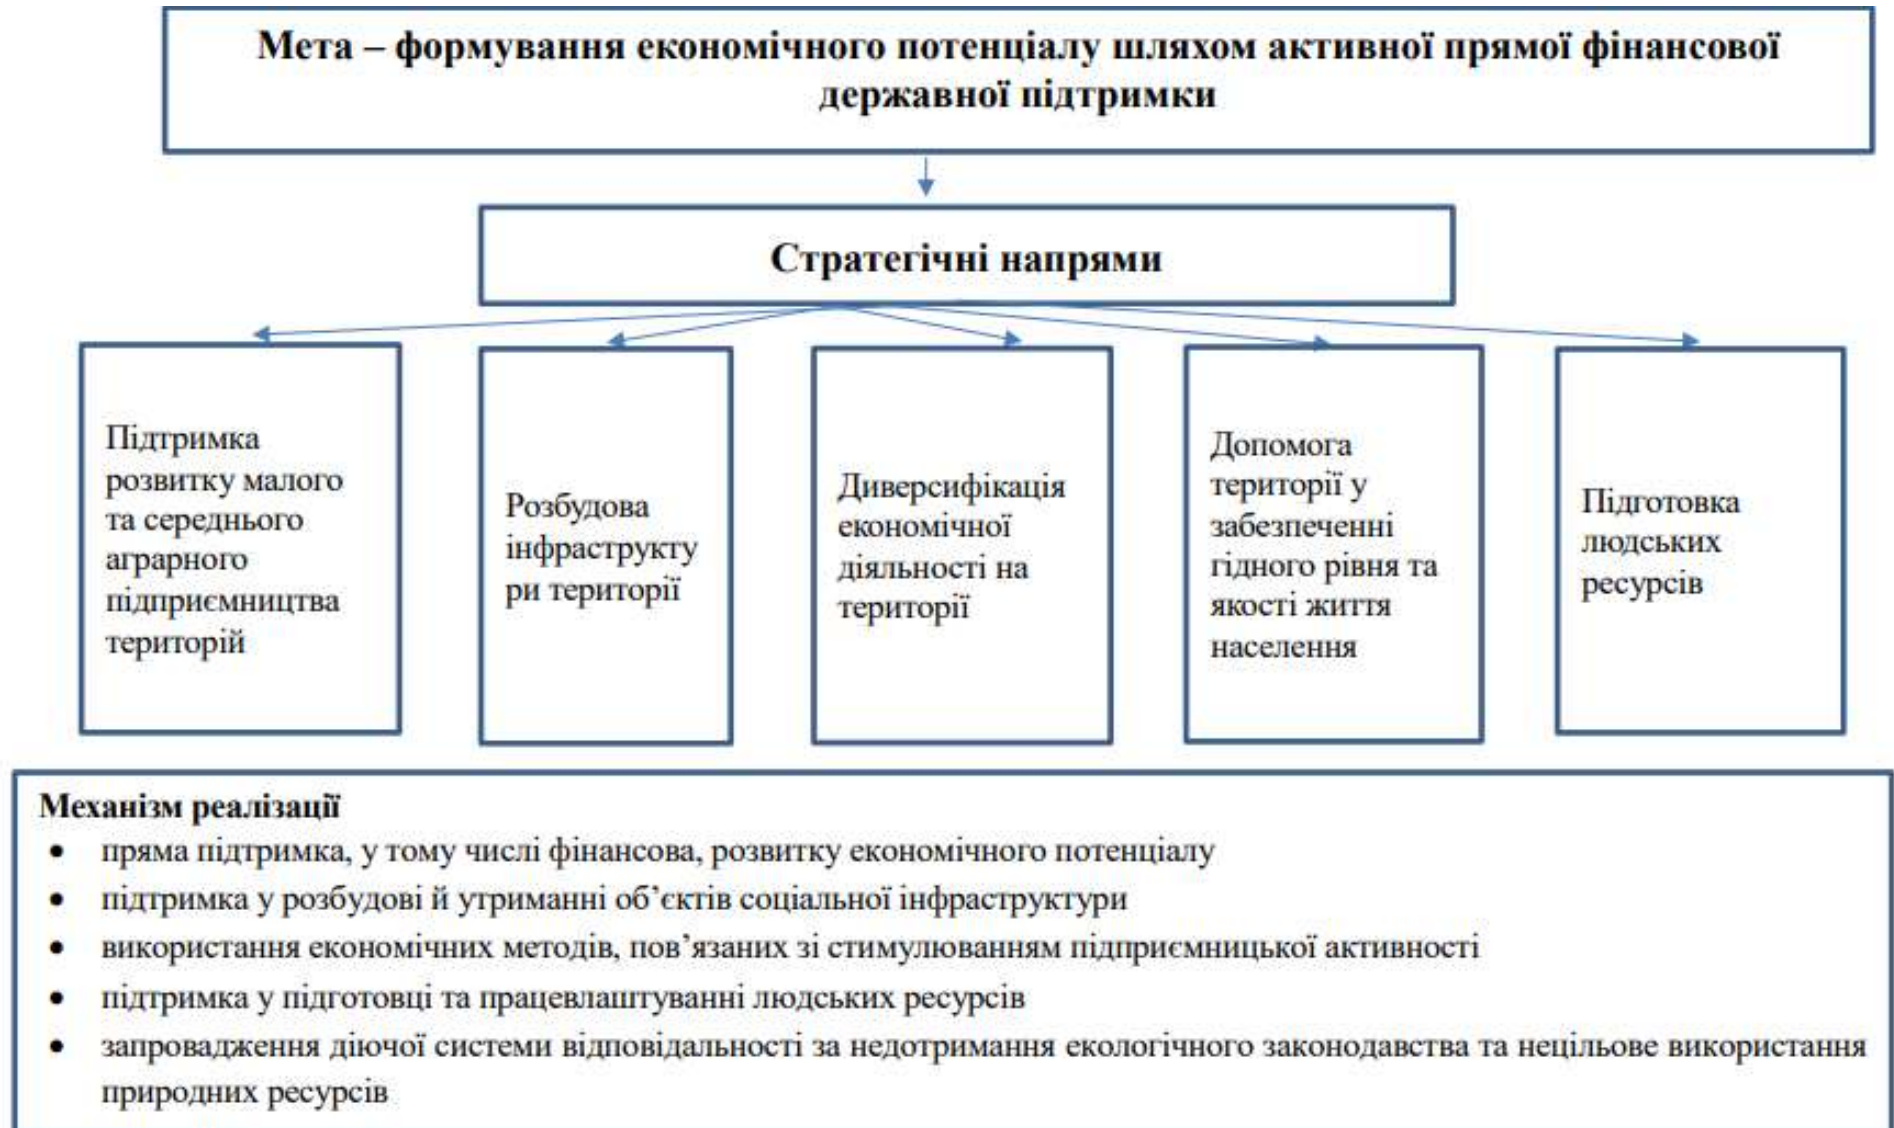 Мета – формування економічного потенціалу шляхом активної прямої фінансової
державної підтримки
Стратегічні напрями
Підтримка
розвитку малого
та середнього
аграрного
підприємництва
територій
Розбудова
інфраструкту
ри території
Диверсифікація
економічної
діяльності на
території
Допомога
території у
забезпеченні
гідного рівня та
якості життя
населення
Підготовка
людських
ресурсів
Механізм реалізації
• пряма підтримка, у тому числі фінансова, розвитку економічного потенціалу
• підтримка у розбудові й утриманні об’єктів соціальної інфраструктури
• використання економічних методів, пов’язаних зі стимулюванням підприємницької активності
• підтримка у підготовці та працевлаштуванні людських ресурсів
• запровадження діючої системи відповідальності за недотримання екологічного законодавства та нецільове використання
природних ресурсів